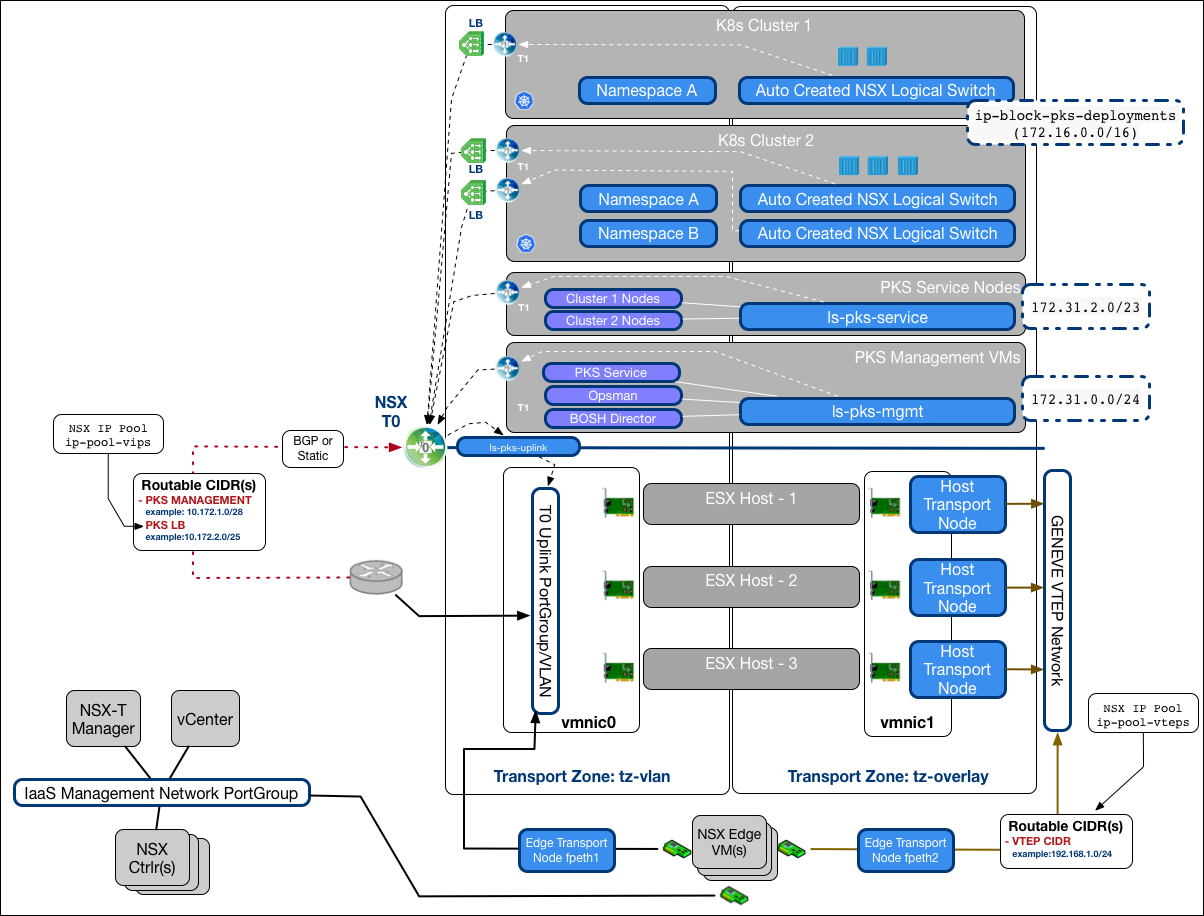 LB
T1
K8s Cluster 1
Namespace A
Auto Created NSX Logical Switch
ip-block-pks-deployments
(172.16.0.0/16)
K8s Cluster 2
T1
LB
LB
Namespace A
Auto Created NSX Logical Switch
Namespace B
Auto Created NSX Logical Switch
PKS Service Nodes
T1
Cluster 1 Nodes
Cluster 2 Nodes
ls-pks-service
172.31.2.0/23
PKS Management VMs
T1
PKS Service
Opsman
BOSH Director
ls-pks-mgmt
172.31.0.0/24
NSX
T0
ls-pks-uplink
NSX IP Pool
ip-pool-vips
BGP or
Static
Routable CIDR(s)
- PKS MANAGEMENT
example: 10.172.1.0/28
- PKS LB
example:10.172.2.0/25
T0 Uplink PortGroup/VLAN
vmnic0
ESX Host - 1
ESX Host - 2
ESX Host - 3
Host
Transport
Node
Host
Transport
Node
Host
Transport
Node
vmnic1
GENEVE VTEP Network
Transport Zone: tz-vlan
Transport Zone: tz-overlay
NSX IP Pool
ip-pool-vteps
NSX-T
Manager
vCenter
IaaS Management Network PortGroup
NSX
Ctrlr(s)
Edge Transport
Node fpeth1
NSX Edge
VM(s)
Edge Transport
Node fpeth2
Routable CIDR(s)
- VTEP CIDR
example:192.168.1.0/24